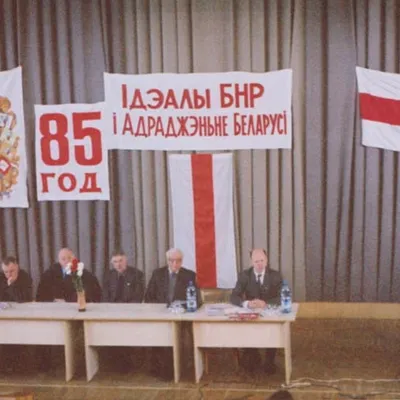 85
ГОД
ІДЭАЛЫ БНР
І АДРАДЖЭНЬНЕ БЕЛАРУСІ